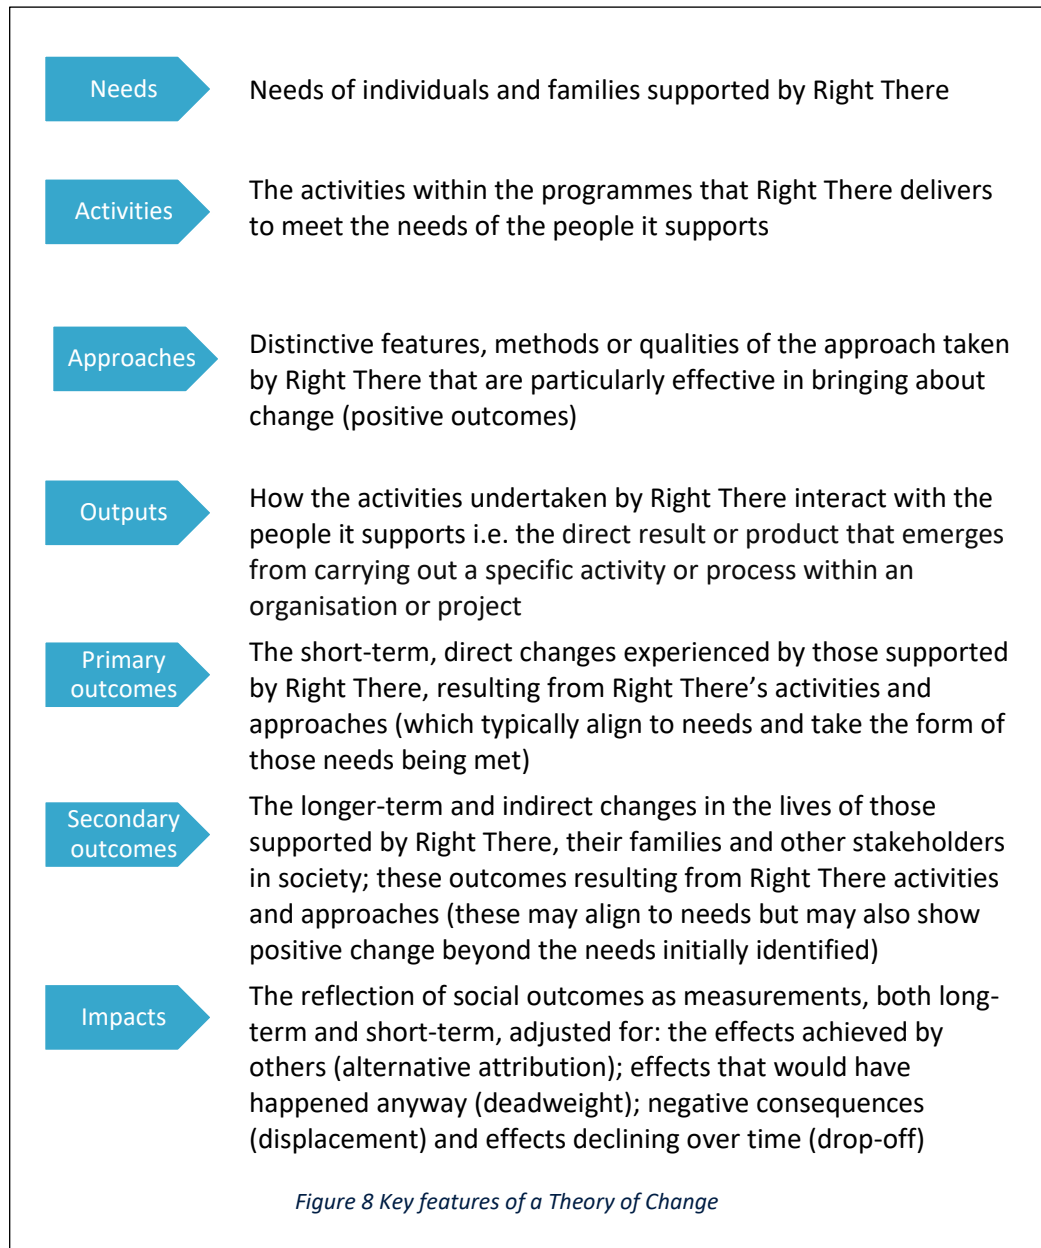 Needs
Needs of individuals and families supported by Right There
Activities
The activities within the programmes that Right There delivers
to meet the needs of the people it supports
Approaches
Distinctive features, methods or qualities of the approach taken
by Right There that are particularly effective in bringing about
change (positive outcomes)
Outputs
How the activities undertaken by Right There interact with the
people it supports i.e. the direct result or product that emerges
from carrying out a specific activity or process within an
organisation or project
Primary
outcomes
The short-term, direct changes experienced by those supported
by Right There, resulting from Right There’s activities and
approaches (which typically align to needs and take the form of
those needs being met)
Secondary
outcomes
The longer-term and indirect changes in the lives of those
supported by Right There, their families and other stakeholders
in society; these outcomes resulting from Right There activities
and approaches (these may align to needs but may also show
positive change beyond the needs initially identified)
Impacts
The reflection of social outcomes as measurements, both long-
term and short-term, adjusted for: the effects achieved by
others (alternative attribution); effects that would have
happened anyway (deadweight); negative consequences
(displacement) and effects declining over time (drop-off)
Figure 8 Key features of a Theory of Change